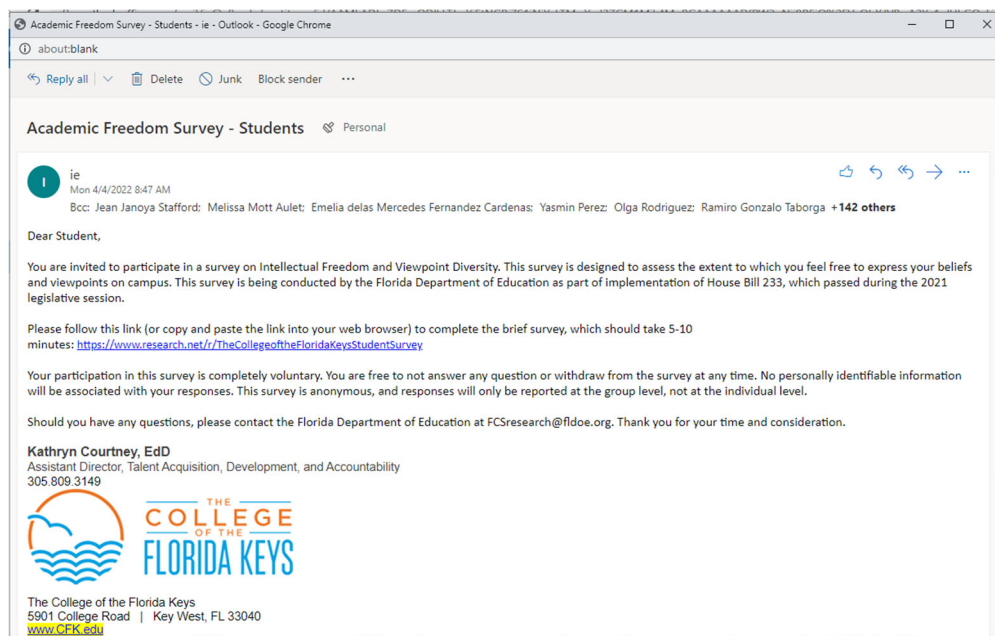 Academic Freedom Survey - Students - ie - Outlook - Google Chrome
about:blank
Reply all Delete Junk Block sender ...
Academic Freedom Survey - Students Personal
I
ie
Mon 4/4/2022 8:47 AM
Bcc: Jean Janoya Stafford; Melissa Mott Aulet; Emelia delas Mercedes Fernandez Cardenas; Yasmin Perez; Olga Rodriguez; Ramiro Gonzalo Taborga +142 others
Dear Student,
You are invited to participate in a survey on Intellectual Freedom and Viewpoint Diversity. This survey is designed to assess the extent to which you feel free to express your beliefs
and viewpoints on campus. This survey is being conducted by the Florida Department of Education as part of implementation of House Bill 233, which passed during the 2021
legislative session.
Please follow this link (or copy and paste the link into your web browser) to complete the brief survey, which should take 5-10
minutes: https://www.research.net/r/TheCollegeoftheFloridaKeysStudentSurvey
Your participation in this survey is completely voluntary. You are free to not answer any question or withdraw from the survey at any time. No personally identifiable information
will be associated with your responses. This survey is anonymous, and responses will only be reported at the group level, not at the individual level.
Should you have any questions, please contact the Florida Department of Education at FCSresearch@fldoe.org. Thank you for your time and consideration.
Kathryn Courtney, EdD
Assistant Director, Talent Acquisition, Development, and Accountability
305.809.3149
THE
COLLEGE
OF THE
FLORIDA KEYS
The College of the Florida Keys
5901 College Road | Key West, FL 33040
www.CFK.edu